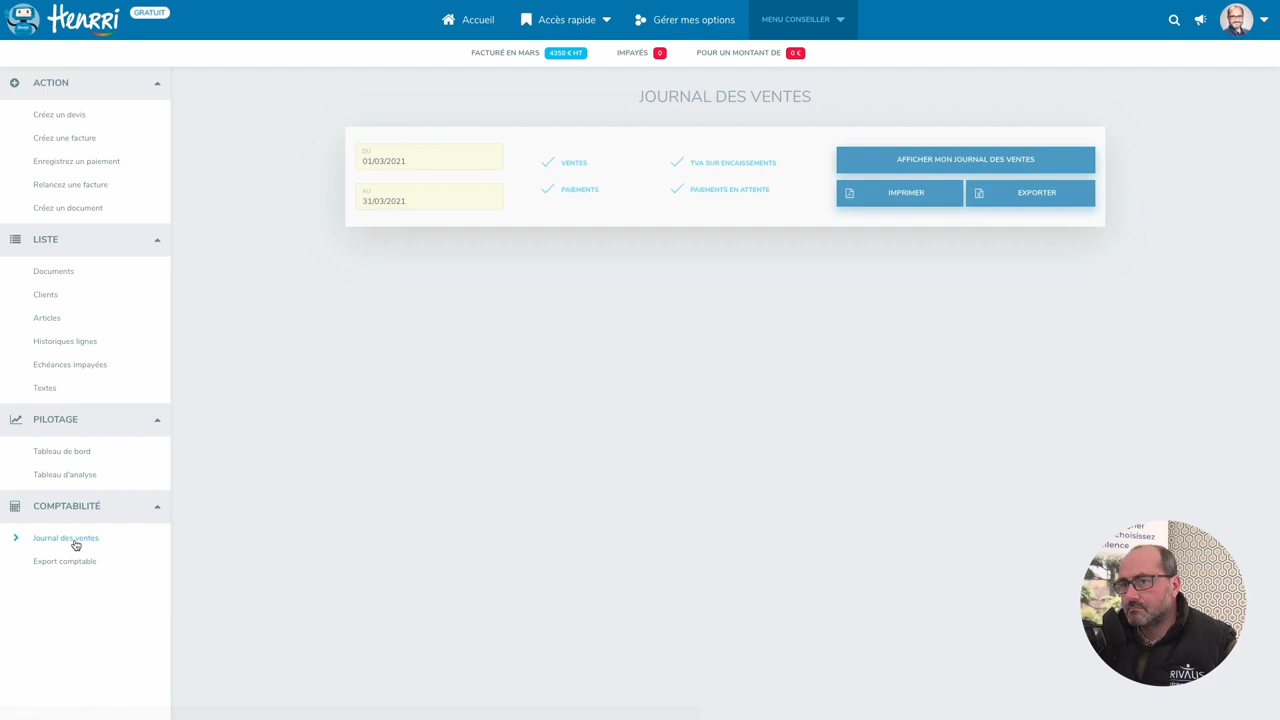 Henrri
GRATUIT
Accueil
Accès rapide
Gérer mes options
MENU CONSEILLER
FACTURÉ EN MARS 4350 € HT
IMPAYÉS 0
POUR UN MONTANT DE 0 €
ACTION
Créez un devis
Créez une facture
Enregistrez un paiement
Relancez une facture
Créez un document
LISTE
Documents
Clients
Articles
Historiques lignes
Echéances impayées
Textes
PILOTAGE
Tableau de bord
Tableau d'analyse
COMPTABILITÉ
Journal des ventes
Export comptable
JOURNAL DES VENTES
DU
01/03/2021
AU
31/03/2021
VENTES
TVA SUR ENCAISSEMENTS
PAIEMENTS
PAIEMENTS EN ATTENTE
AFFICHER MON JOURNAL DES VENTES
IMPRIMER
EXPORTER
choisissez
RIVALIS